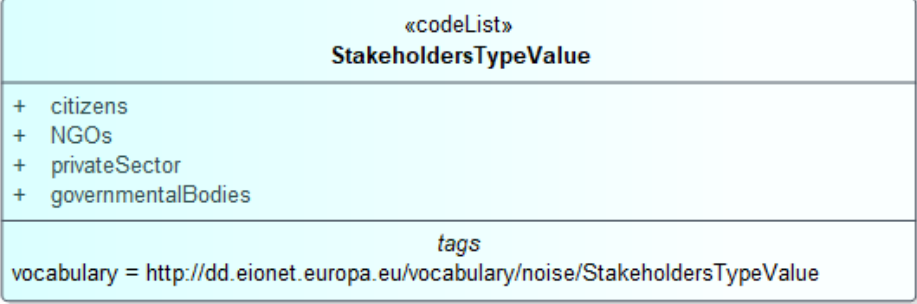 «codeList»
StakeholdersTypeValue
+ citizens
+ NGOs
+ privateSector
+ governmentalBodies
tags
vocabulary = http://dd.eionet.europa.eu/vocabulary/noise/StakeholdersTypeValue